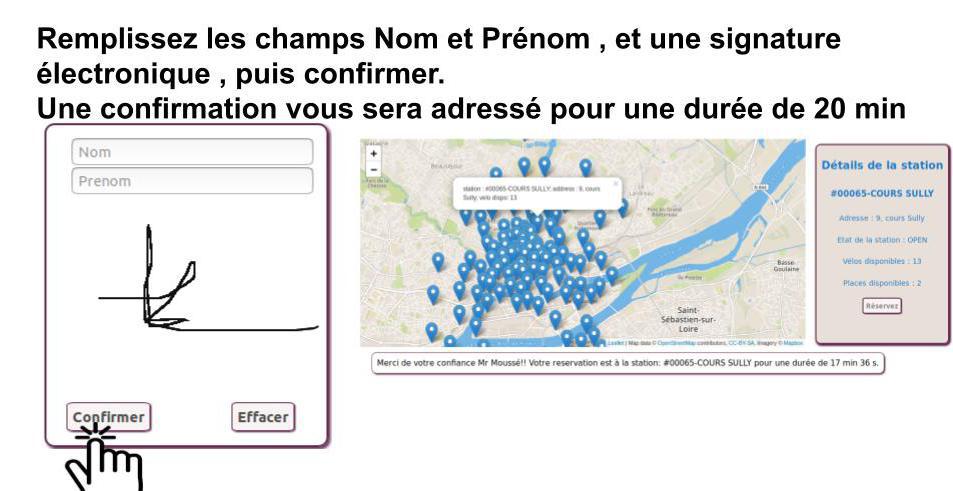 Remplissez les champs Nom et Prénom , et une signature
électronique , puis confirmer.
Une confirmation vous sera adressé pour une durée de 20 min
Nom
Prenom
Confirmer
Effacer
+
−
station : #00065-COURS SULLY, address : 9, cours
Sully, velo dispo: 13
×
Saint-
Sébastien-sur-
Loire
Basse-
Goulaine
Leaflet | Map data © OpenStreetMap contributors, CC-BY-SA, Imagery © Mapbox
Détails de la station
#00065-COURS SULLY
Adresse : 9, cours Sully
Etat de la station : OPEN
Vélos disponibles : 13
Places disponibles : 2
Réservez
Merci de votre confiance Mr Moussé!! Votre reservation est à la station: #00065-COURS SULLY pour une durée de 17 min 36 s.